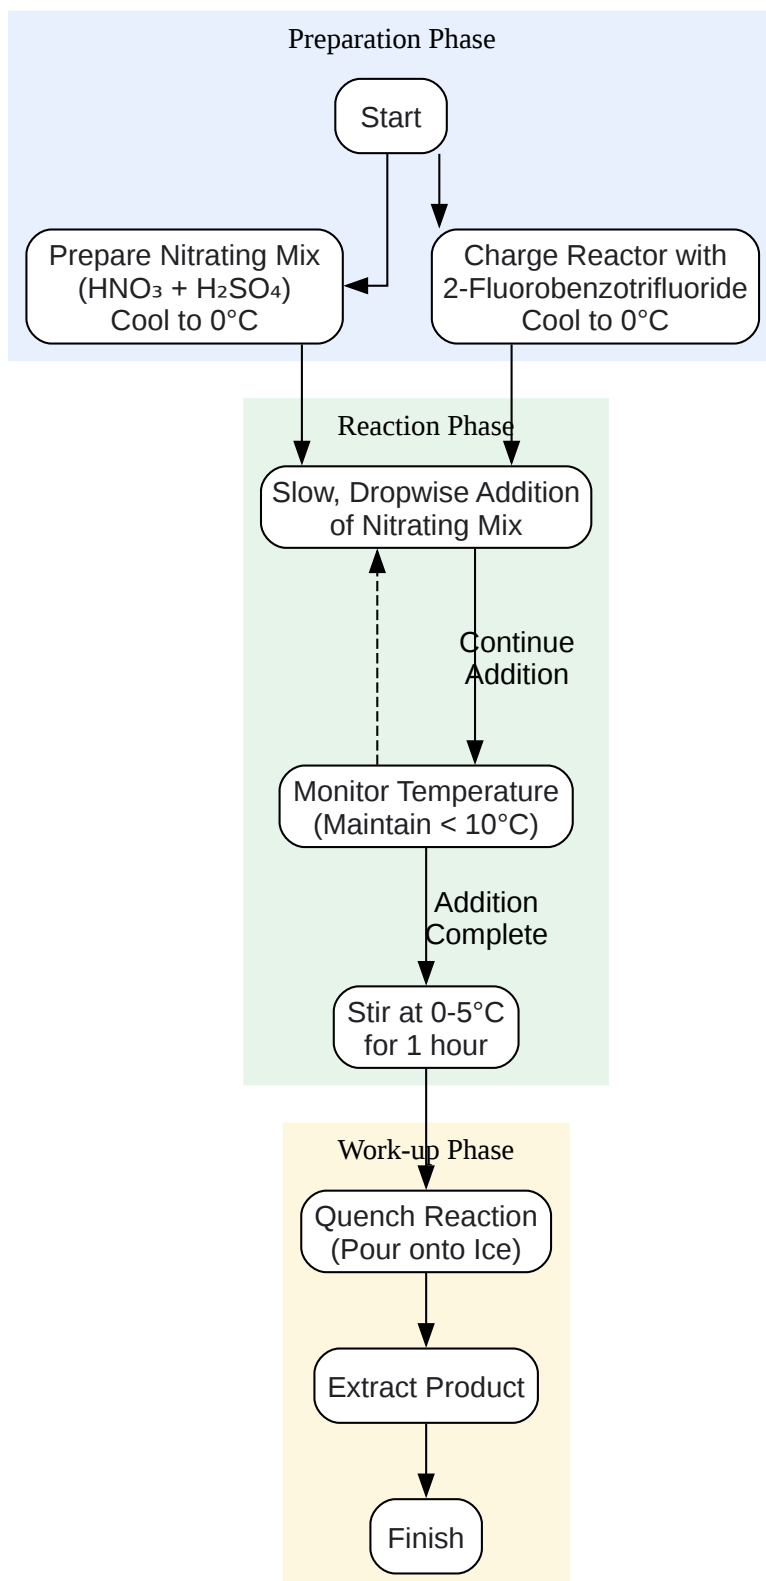 Preparation Phase
Start
Prepare Nitrating Mix
(HNO₃ + H₂SO₄)
Cool to 0°C
Charge Reactor with
2-Fluorobenzotrifluoride
Cool to 0°C
Reaction Phase
Slow, Dropwise Addition
of Nitrating Mix
Continue
Addition
Monitor Temperature
(Maintain < 10°C)
Addition
Complete
Stir at 0-5°C
for 1 hour
Work-up Phase
Quench Reaction
(Pour onto Ice)
Extract Product
Finish